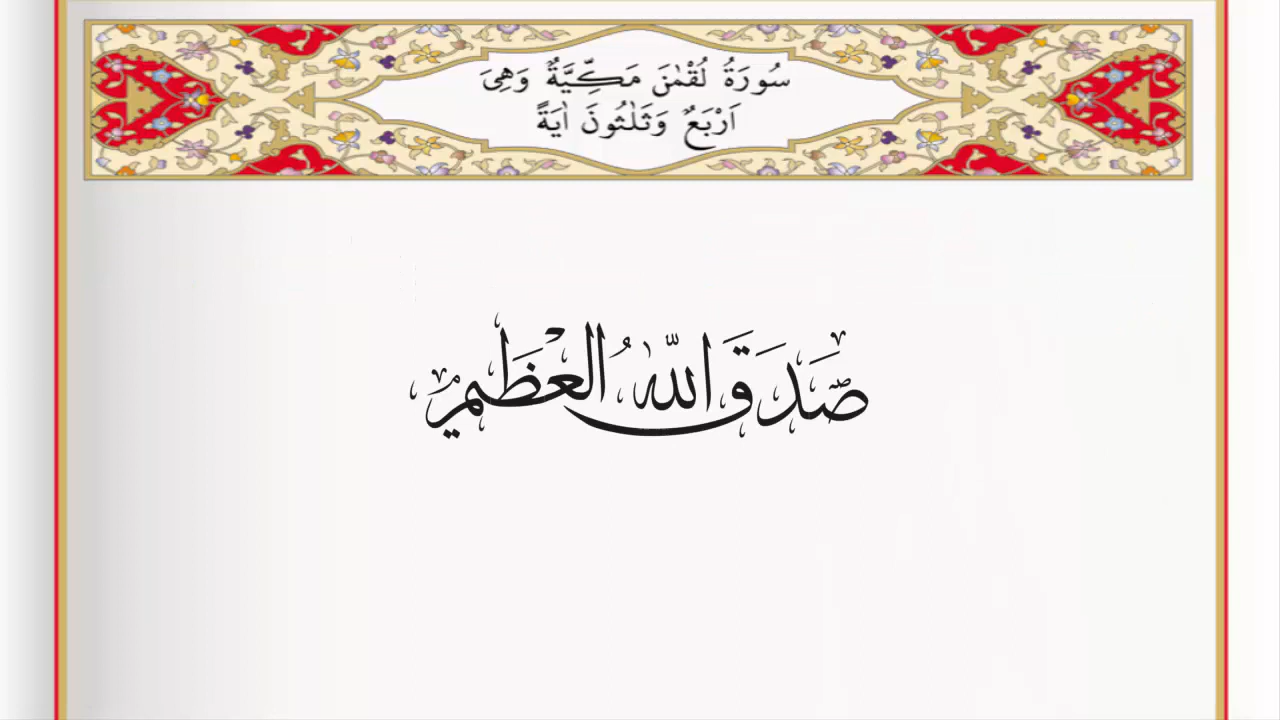 سُورَةُ لُقْمٰنَ مَكِّيَّةٌ وَهِيَ
اَرْبَعٌ وَثَلٰثُونَ اٰيَةً
صَدَقَ اللّٰهُ الْعَظِيمُ